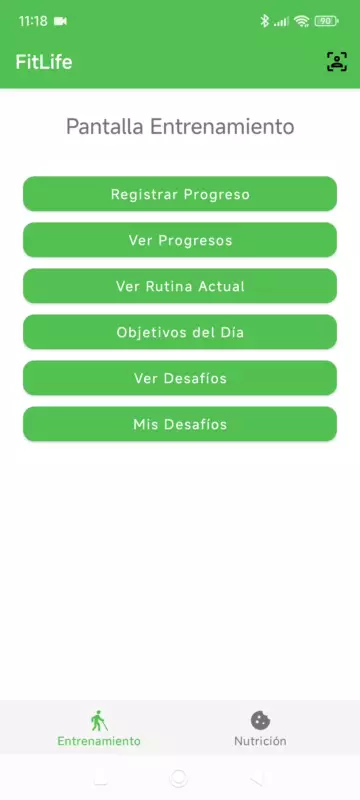 11:18
90
FitLife
Pantalla Entrenamiento
Registrar Progreso
Ver Progresos
Ver Rutina Actual
Objetivos del Día
Ver Desafíos
Mis Desafíos
Entrenamiento
Nutrición